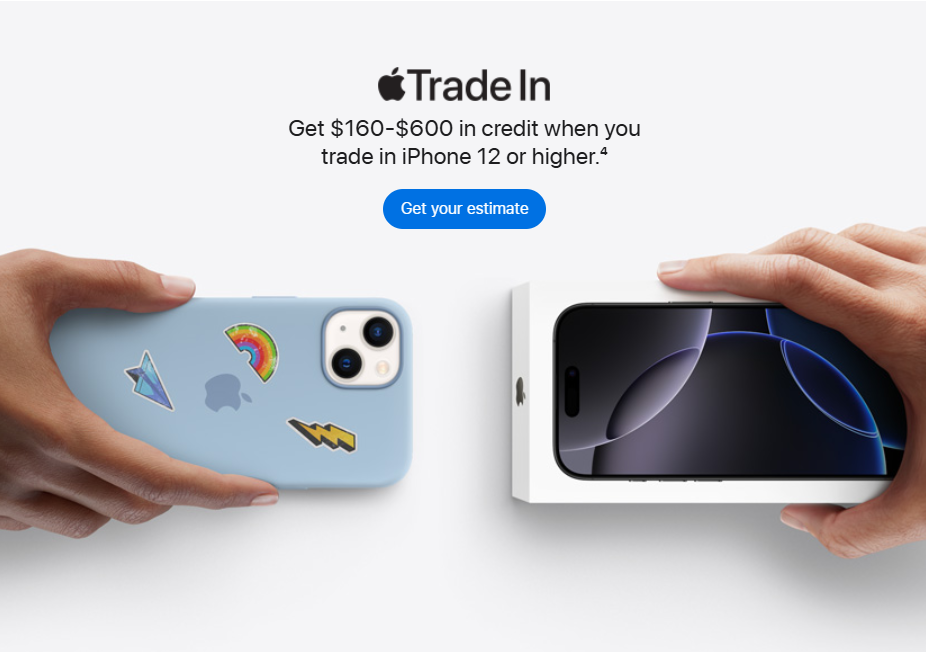 Trade In
Get $160-$600 in credit when you
trade in iPhone 12 or higher.⁴
Get your estimate